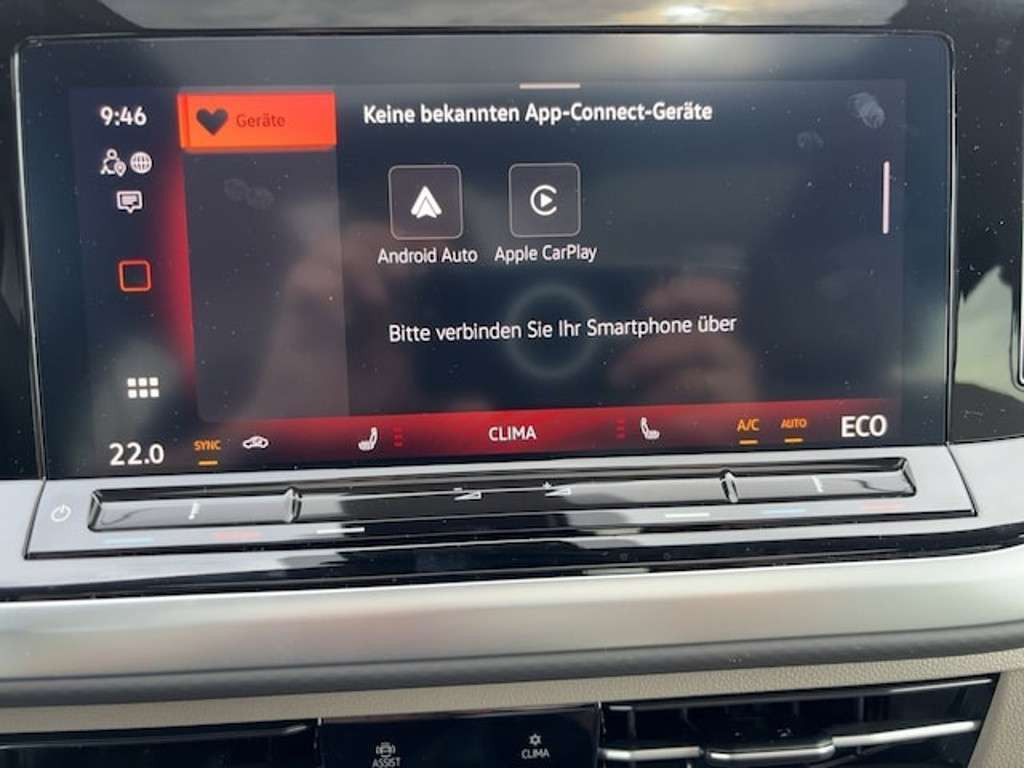 9:46
Geräte
Keine bekannten App-Connect-Geräte
Android Auto
Apple CarPlay
Bitte verbinden Sie Ihr Smartphone über
22.0
SYNC
CLIMA
A/C
AUTO
ECO
ASSIST
CLIMA